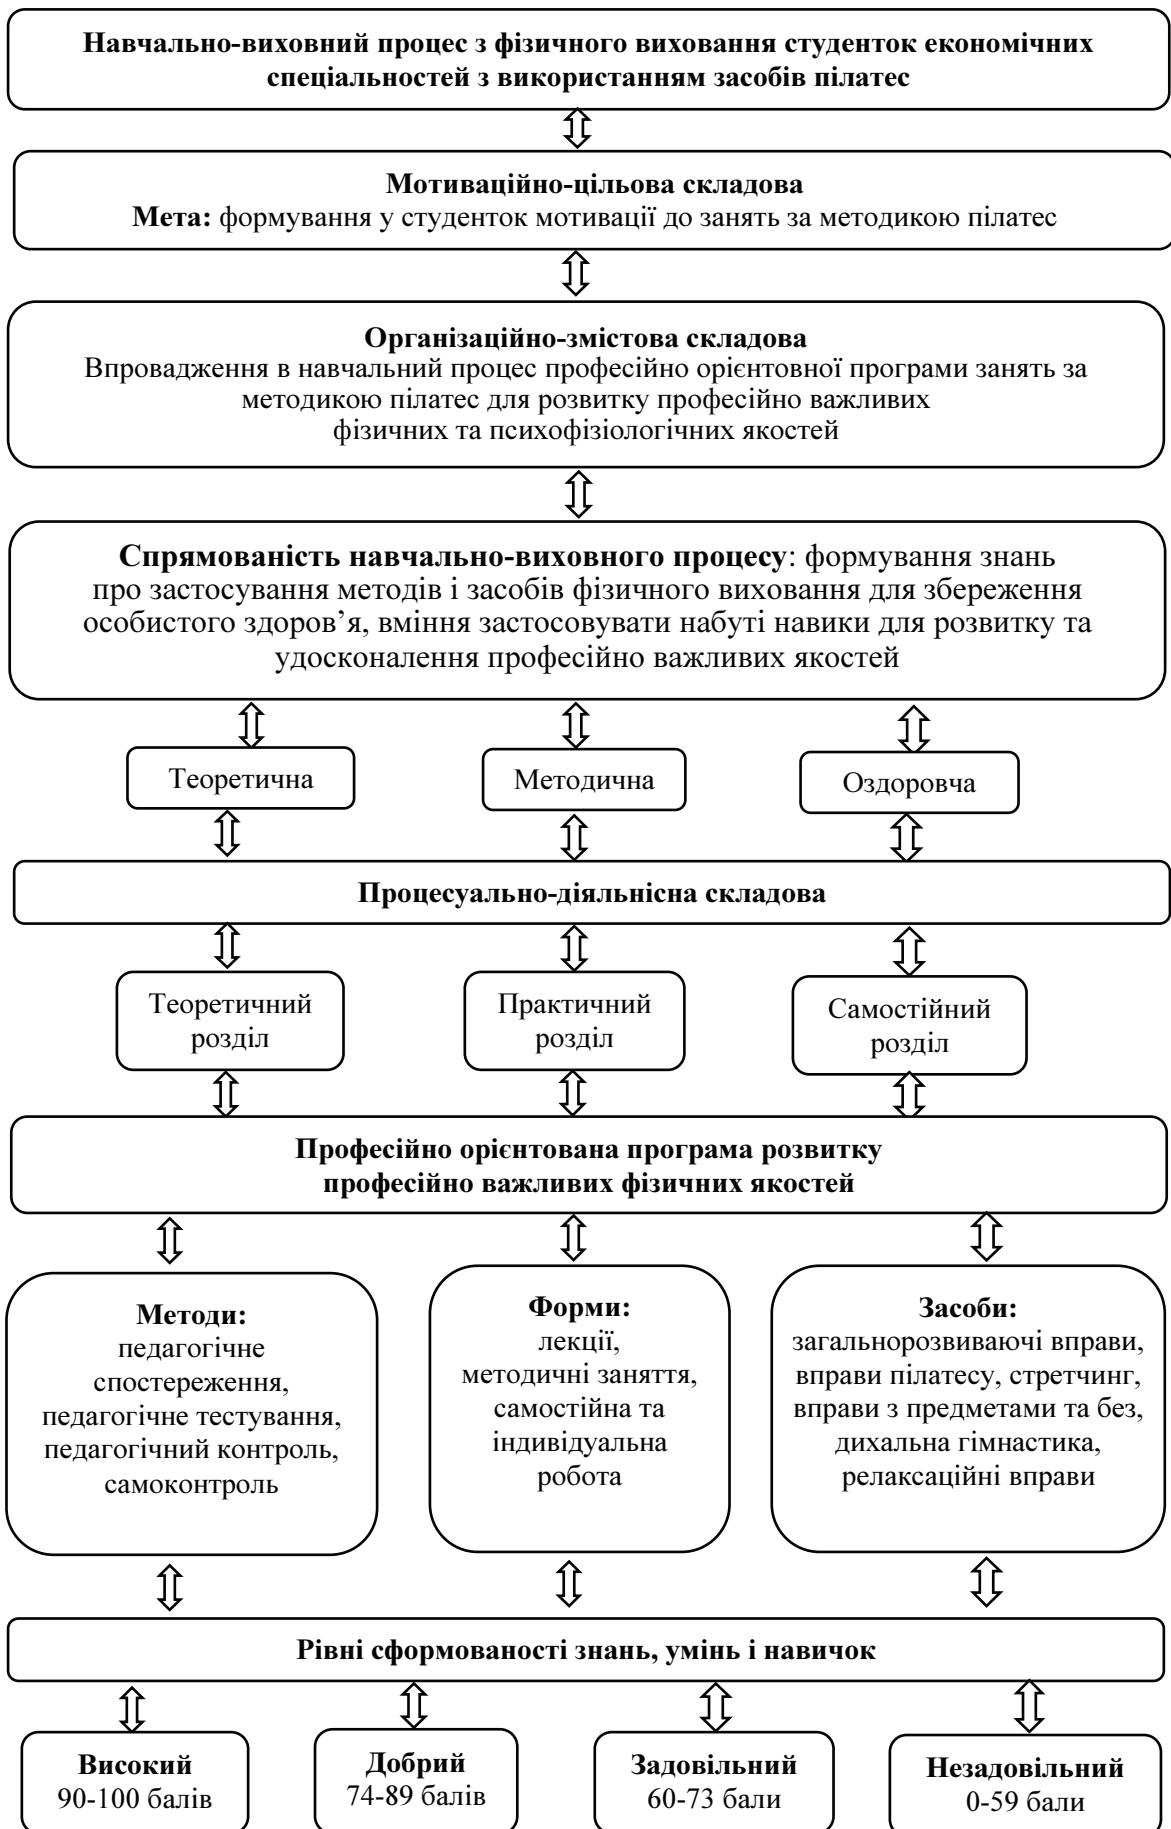 Навчально-виховний процес з фізичного виховання студенток економічних
спеціальностей з використанням засобів пілатес
Мотиваційно-цільова складова
Мета: формування у студенток мотивації до занять за методикою пілатес
Організаційно-змістова складова
Впровадження в навчальний процес професійно орієнтовної програми занять за
методикою пілатес для розвитку професійно важливих
фізичних та психофізіологічних якостей
Спрямованість навчально-виховного процесу: формування знань
про застосування методів і засобів фізичного виховання для збереження
особистого здоров’я, вміння застосовувати набуті навики для розвитку та
удосконалення професійно важливих якостей
Теоретична
Методична
Оздоровча
Процесуально-діяльнісна складова
Теоретичний
розділ
Практичний
розділ
Самостійний
розділ
Професійно орієнтована програма розвитку
професійно важливих фізичних якостей
Методи:
педагогічне
спостереження,
педагогічне тестування,
педагогічний контроль,
самоконтроль
Форми:
лекції,
методичні заняття,
самостійна та
індивідуальна
робота
Засоби:
загальнорозвиваючі вправи,
вправи пілатесу, стретчинг,
вправи з предметами та без,
дихальна гімнастика,
релаксаційні вправи
Рівні сформованості знань, умінь і навичок
Високий
90-100 балів
Добрий
74-89 балів
Задовільний
60-73 бали
Незадовільний
0-59 бали